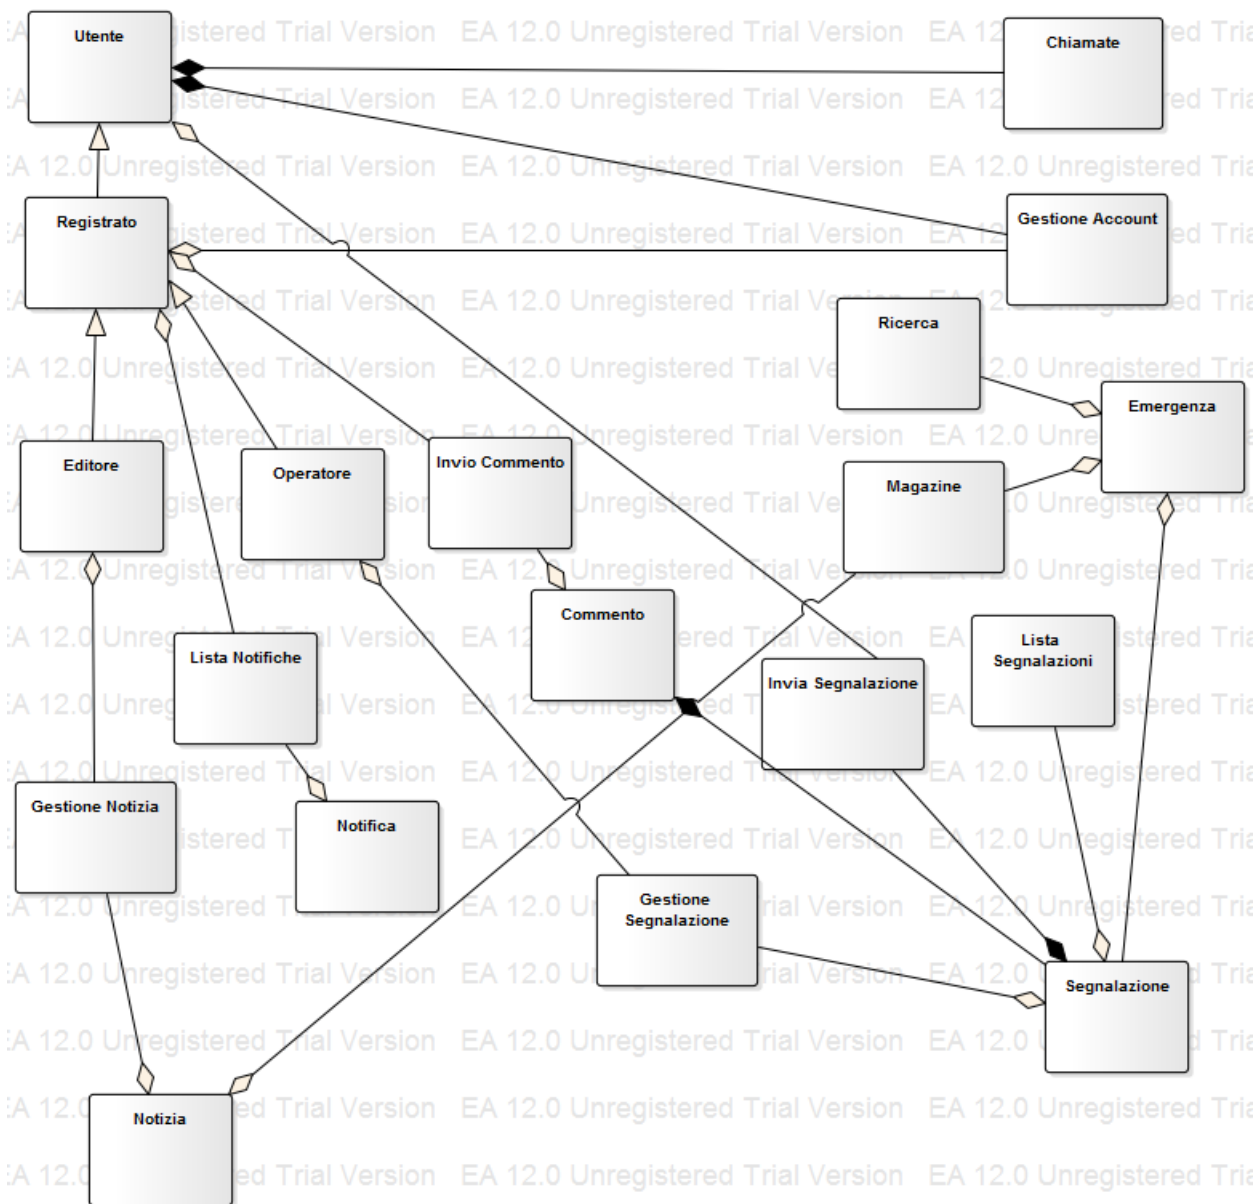 Utente
Chiamate
Registrato
Gestione Account
Ricerca
Emergenza
Editore
Operatore
Invio Commento
Magazine
Commento
Lista Notifiche
Invia Segnalazione
Lista
Segnalazioni
Gestione Notizia
Notifica
Gestione
Segnalazione
Segnalazione
Notizia
EA 12.0 Unregistered Trial Version